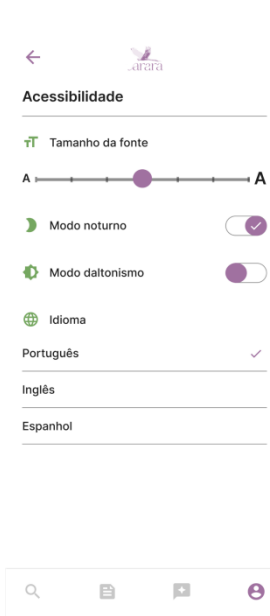 arara
Acessibilidade
Tamanho da fonte
A A
Modo noturno
Modo daltonismo
Idioma
Português
Inglês
Espanhol